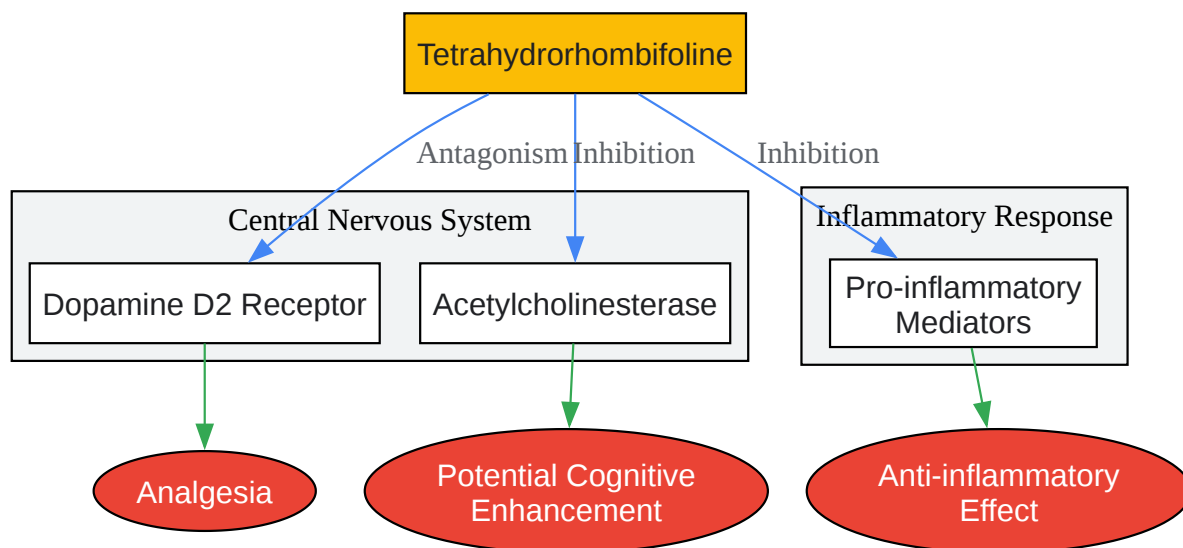 Tetrahydrorhombifoline
Antagonism
Inhibition
Inhibition
Central Nervous System
Inflammatory Response
Dopamine D2 Receptor
Acetylcholinesterase
Pro-inflammatory
Mediators
Analgesia
Potential Cognitive
Enhancement
Anti-inflammatory
Effect